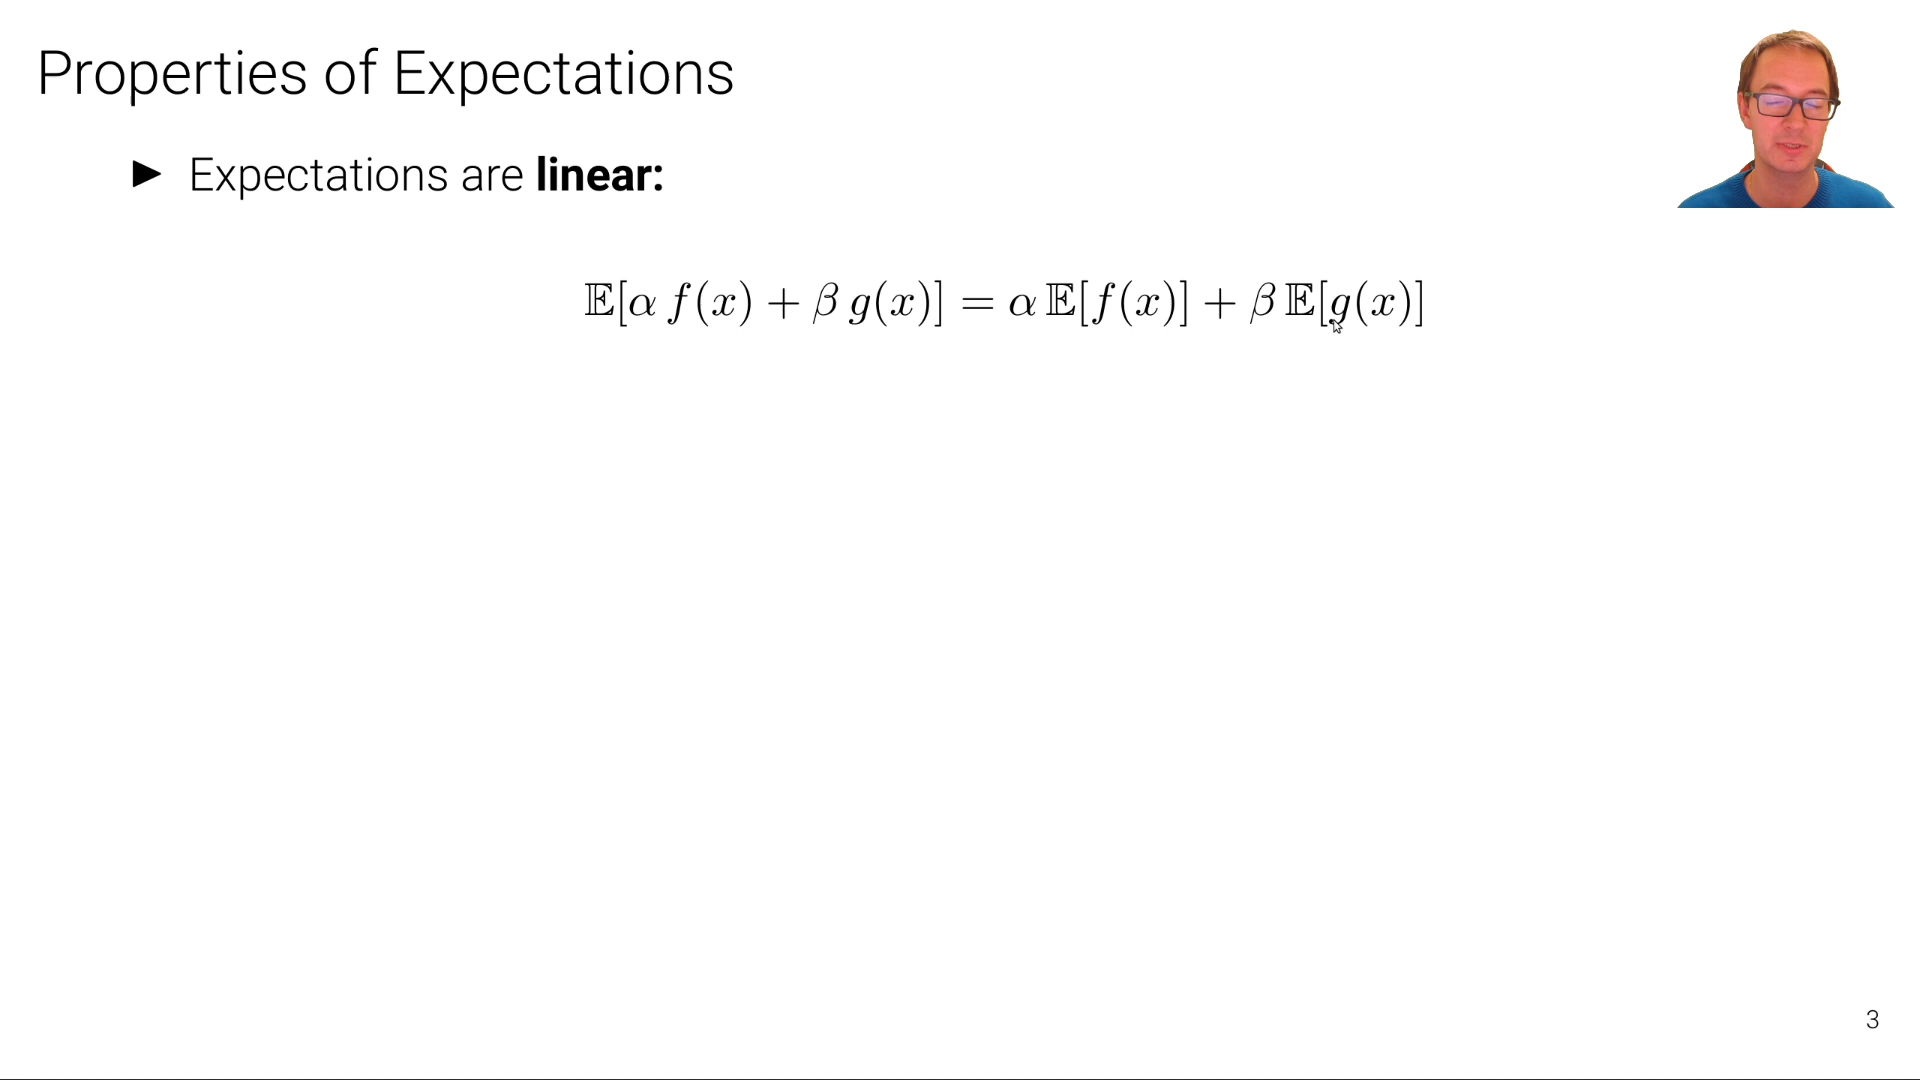 Properties of Expectations
► Expectations are linear:
𝔼[α f(x) + β g(x)] = α 𝔼[f(x)] + β 𝔼[g(x)]
3